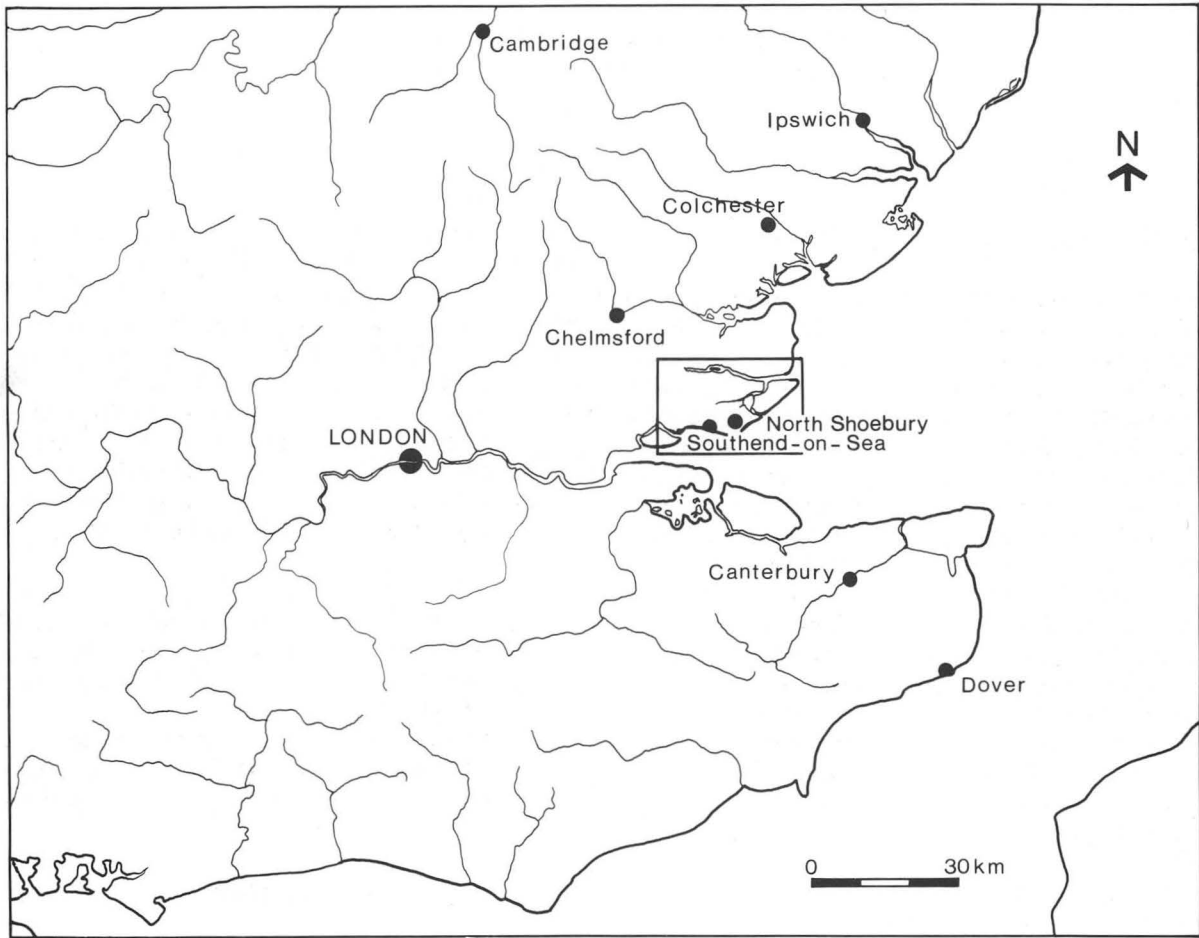 Cambridge
Ipswich
N
Colchester
Chelmsford
North Shoebury
LONDON
Southend-on-Sea
Canterbury
Dover
0 30km